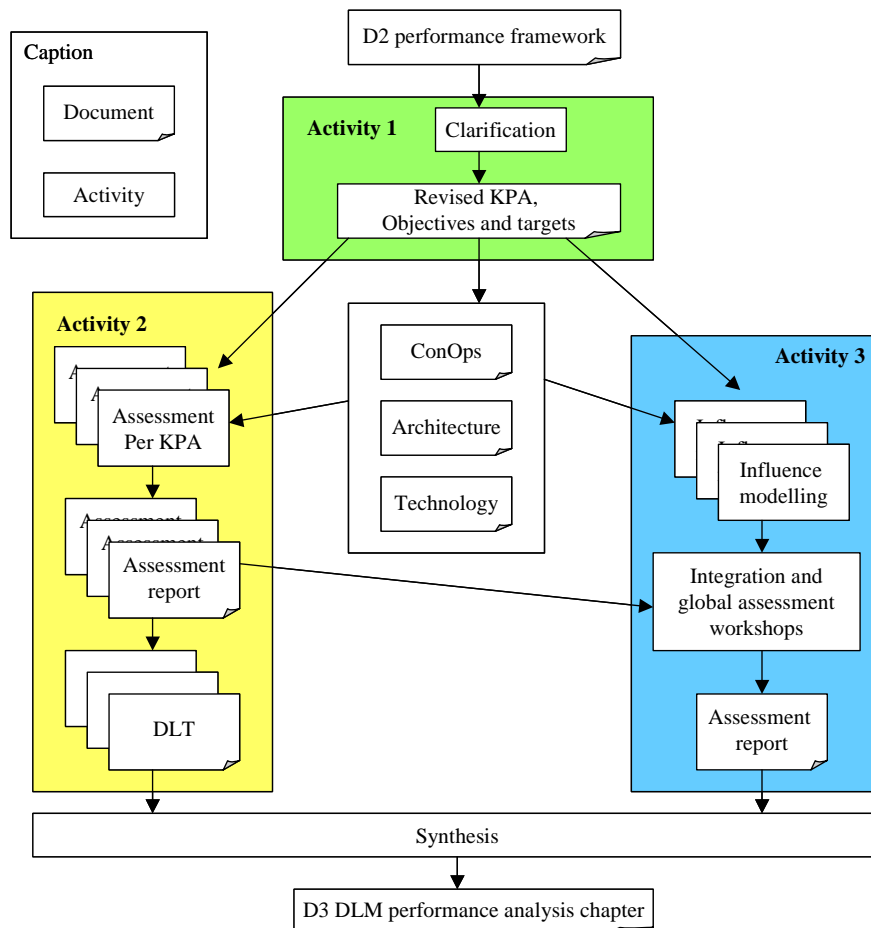 D2 performance framework
Caption
Document
Activity
Activity 1
Clarification
Revised KPA,
Objectives and targets
Activity 2
Assessment
Per KPA
Assessment
Assessment
Assessment
report
DLT
ConOps
Architecture
Technology
Activity 3
Influence
modelling
Integration and
global assessment
workshops
Assessment
report
Synthesis
D3 DLM performance analysis chapter